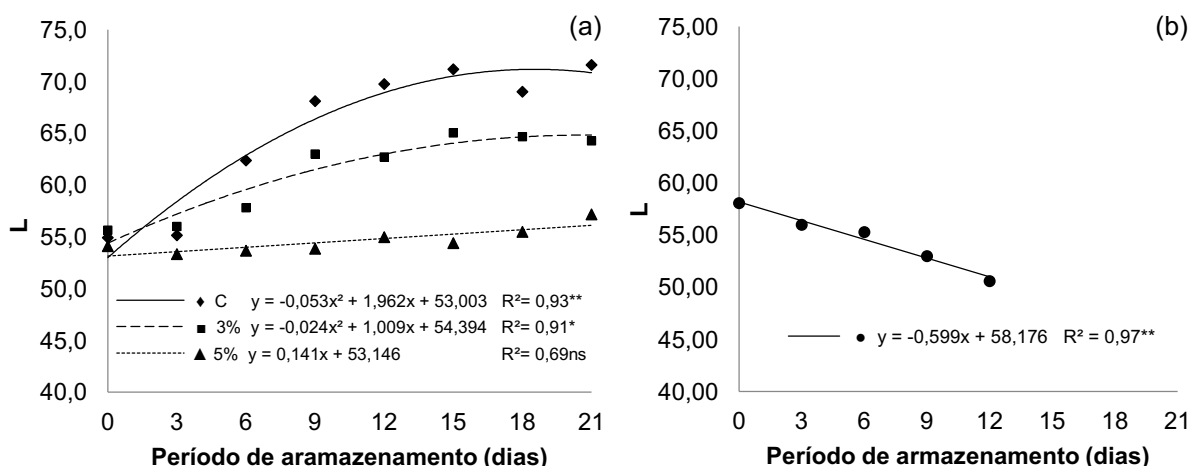 (a)
75,0
70,0
65,0
60,0
55,0
50,0
45,0
40,0
L
C y = -0,053x² + 1,962x + 53,003 R²= 0,93**
3% y = -0,024x² + 1,009x + 54,394 R²= 0,91*
5% y = 0,141x + 53,146 R²= 0,69ns
0 3 6 9 12 15 18 21
Período de aramazenamento (dias)
(b)
75,00
70,00
65,00
60,00
55,00
50,00
45,00
40,00
L
y = -0,599x + 58,176 R² = 0,97**
0 3 6 9 12 15 18 21
Período de armazenamento (dias)